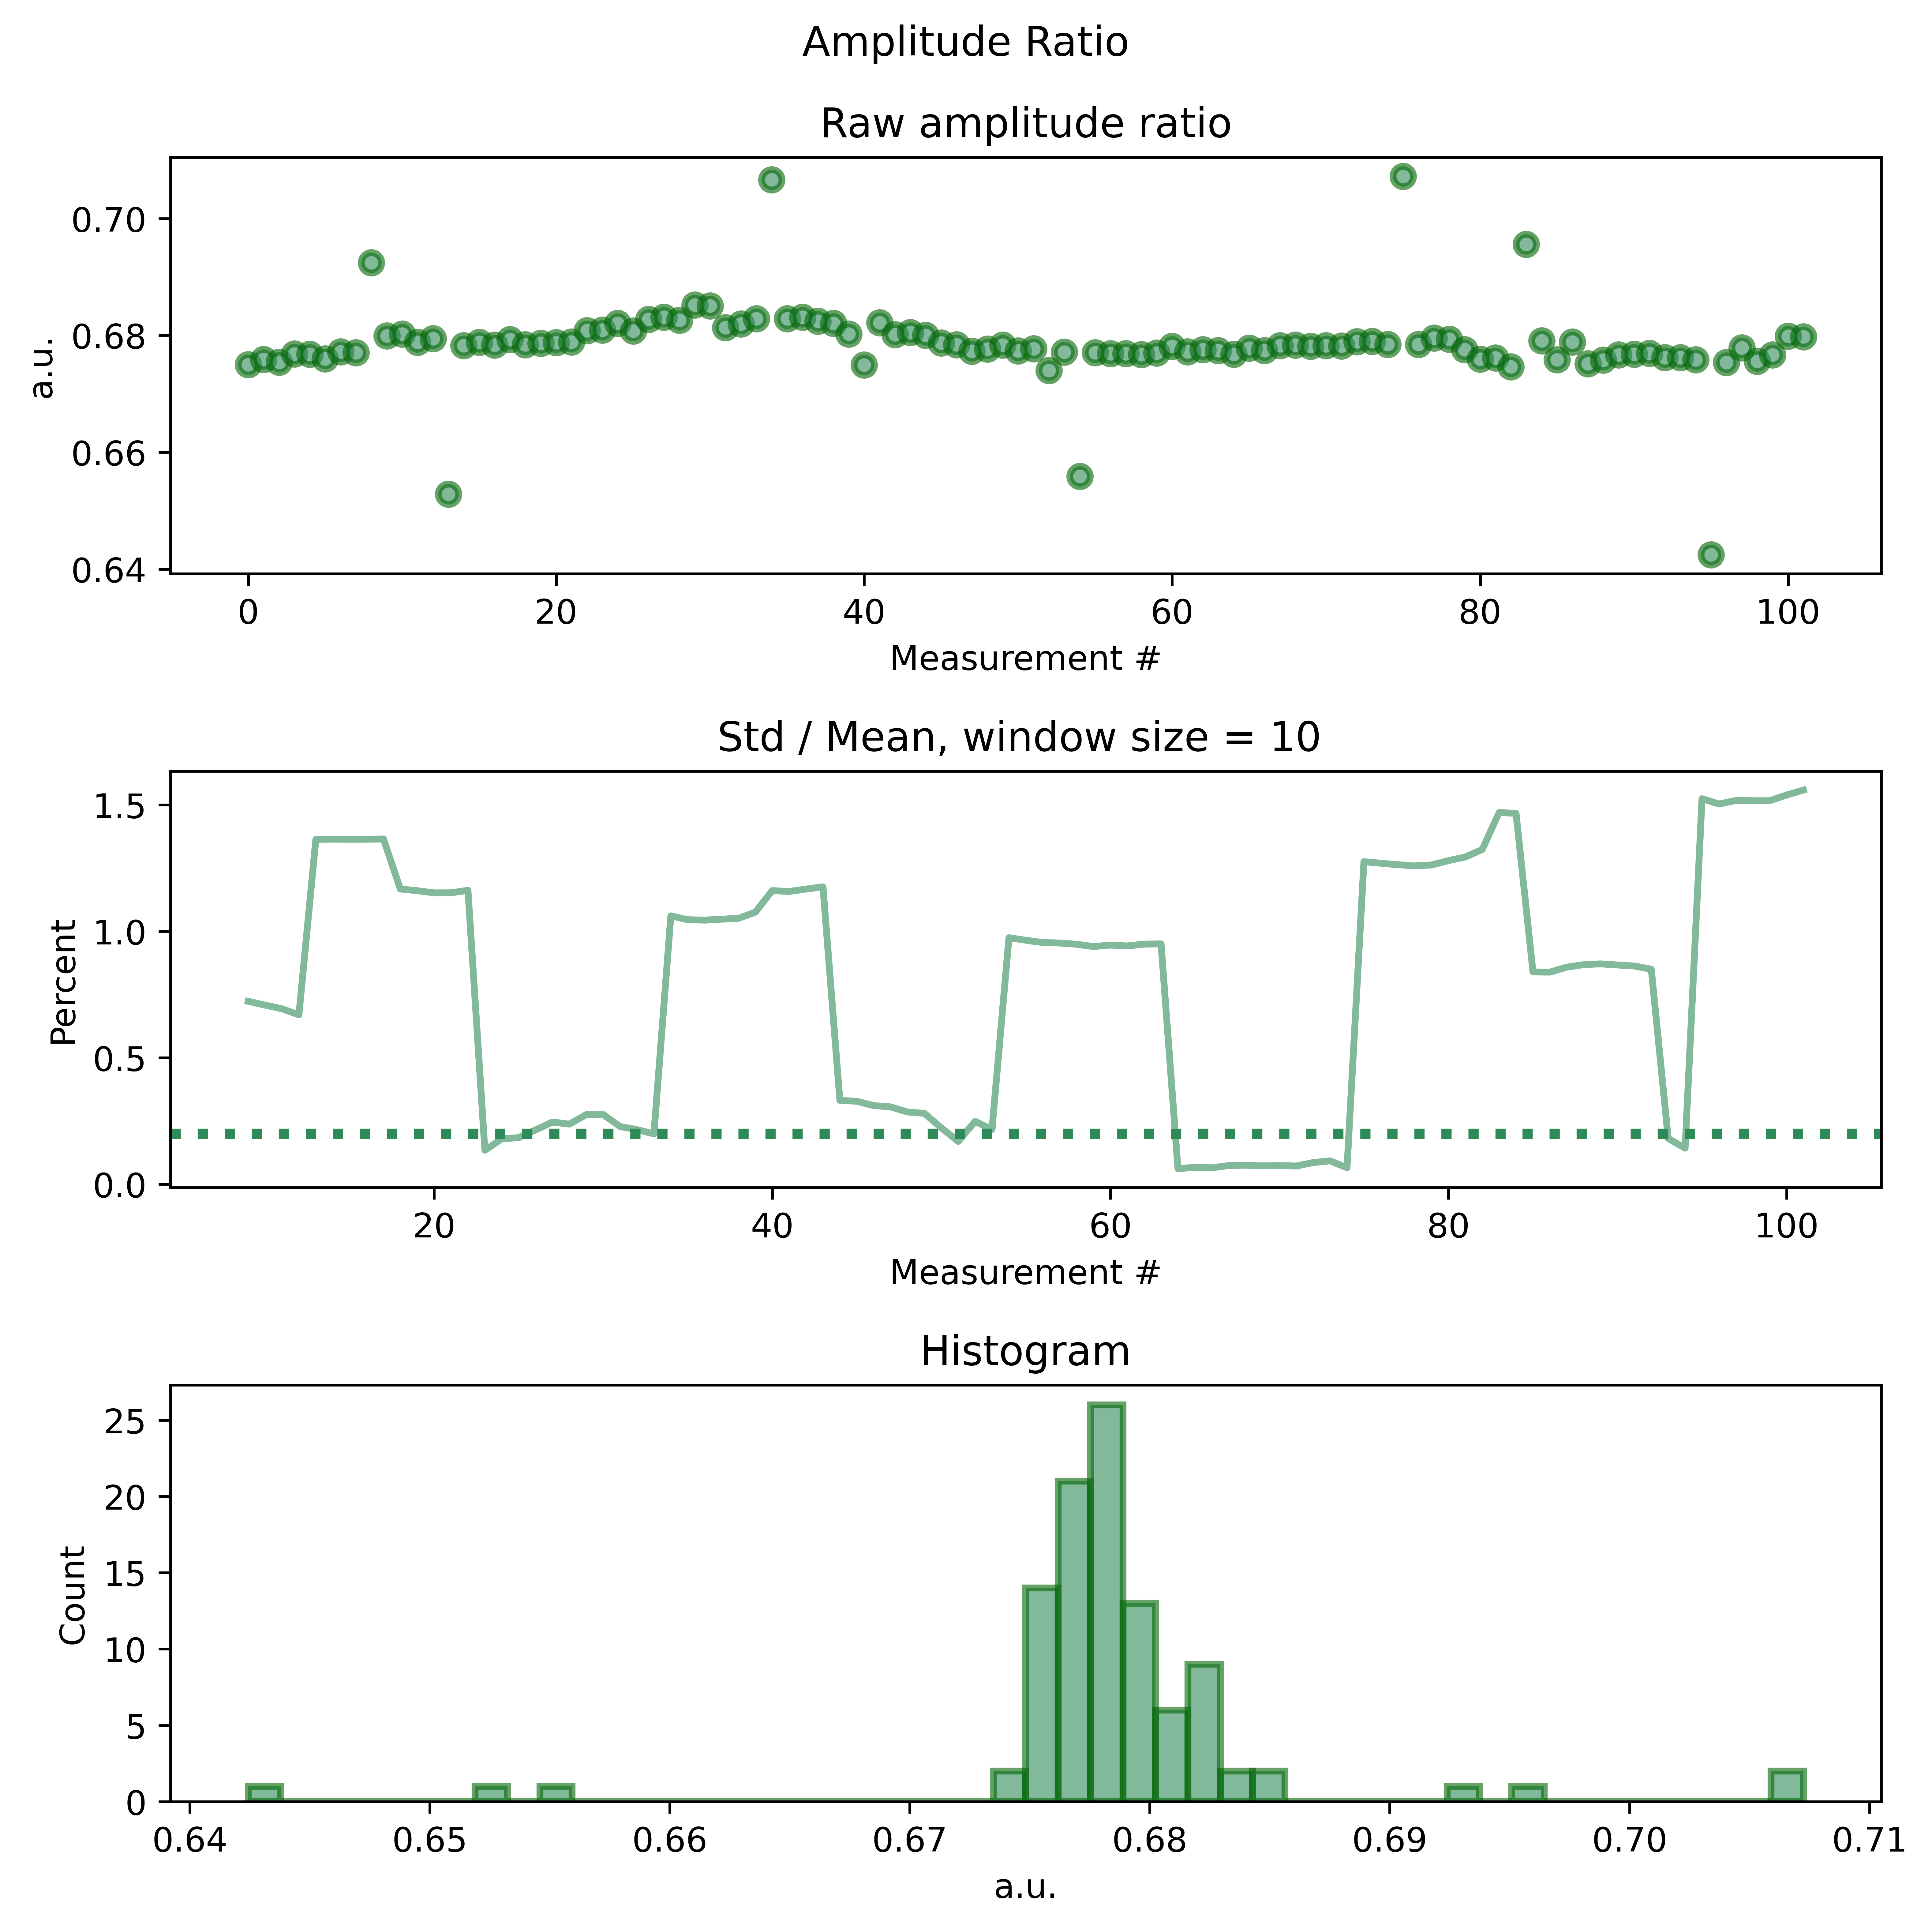 Amplitude Ratio
Raw amplitude ratio
a.u.
0.70
0.68
0.66
0.64
0 20 40 60 80 100
Measurement #
Std / Mean, window size = 10
Percent
1.5
1.0
0.5
0.0
20 40 60 80 100
Measurement #
Histogram
Count
25
20
15
10
5
0
0.64 0.65 0.66 0.67 0.68 0.69 0.70 0.71
a.u.